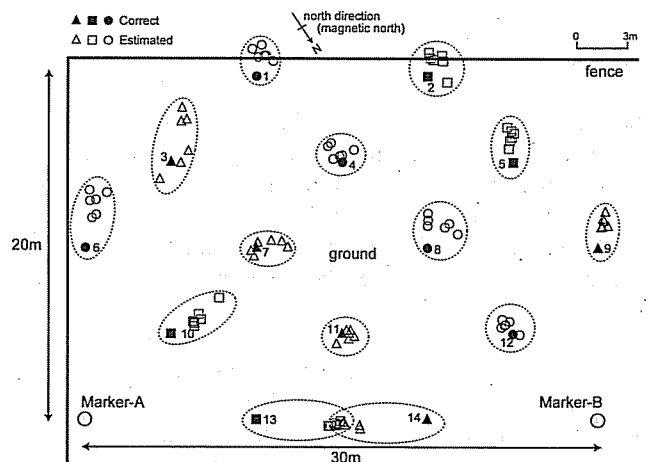 Correct
Estimated
north direction
(magnetic north)
N
0 3m
fence
1
2
3
4
5
6
7
8
9
20m
ground
10
11
12
Marker-A
Marker-B
13
14
30m